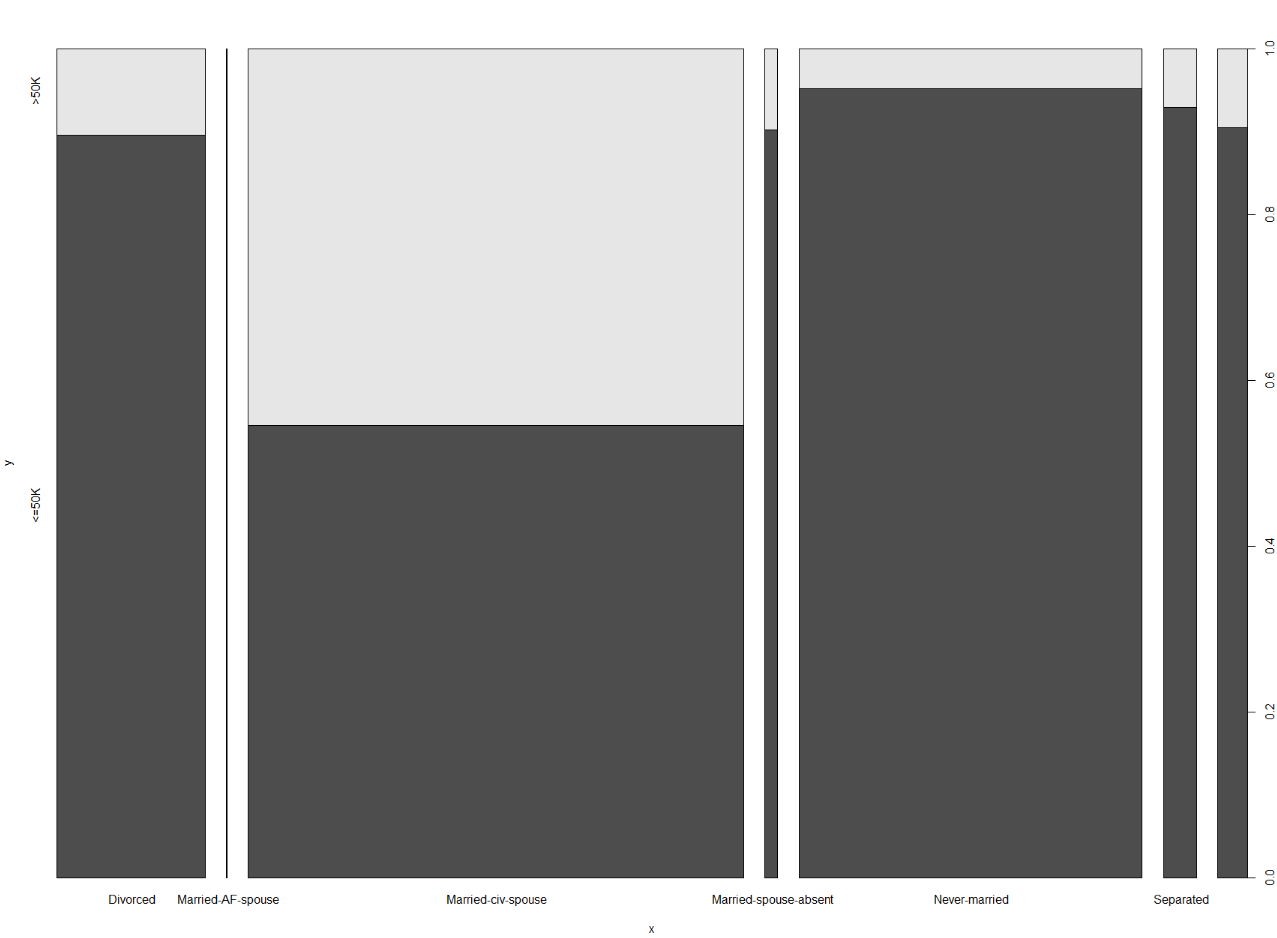 >50K
<=50K
y
1.0
0.8
0.6
0.4
0.2
0.0
Divorced Married-AF-spouse Married-civ-spouse Married-spouse-absent Never-married Separated
x